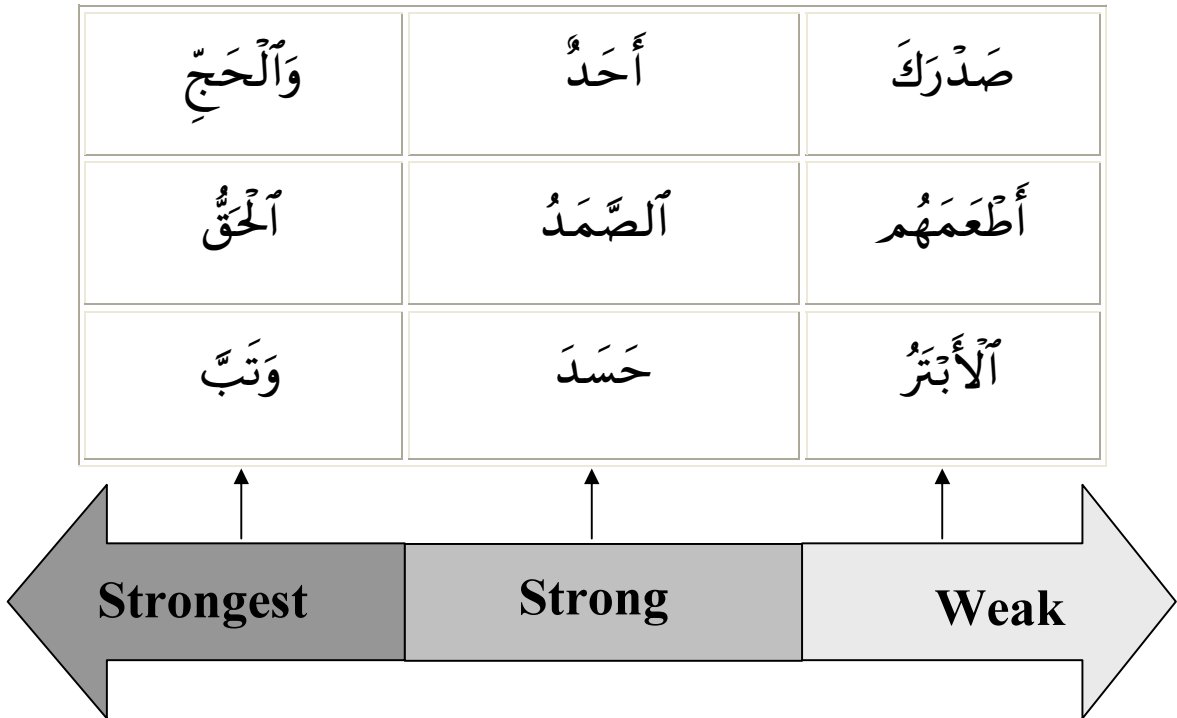 صَدْرَكَ أَحَدٌ وَٱلْحَجِّ
أَطْعَمَهُم ٱلصَّمَدُ ٱلْحَقُّ
ٱلْأَبْتَرُ حَسَدَ وَتَبَّ
Strongest Strong Weak